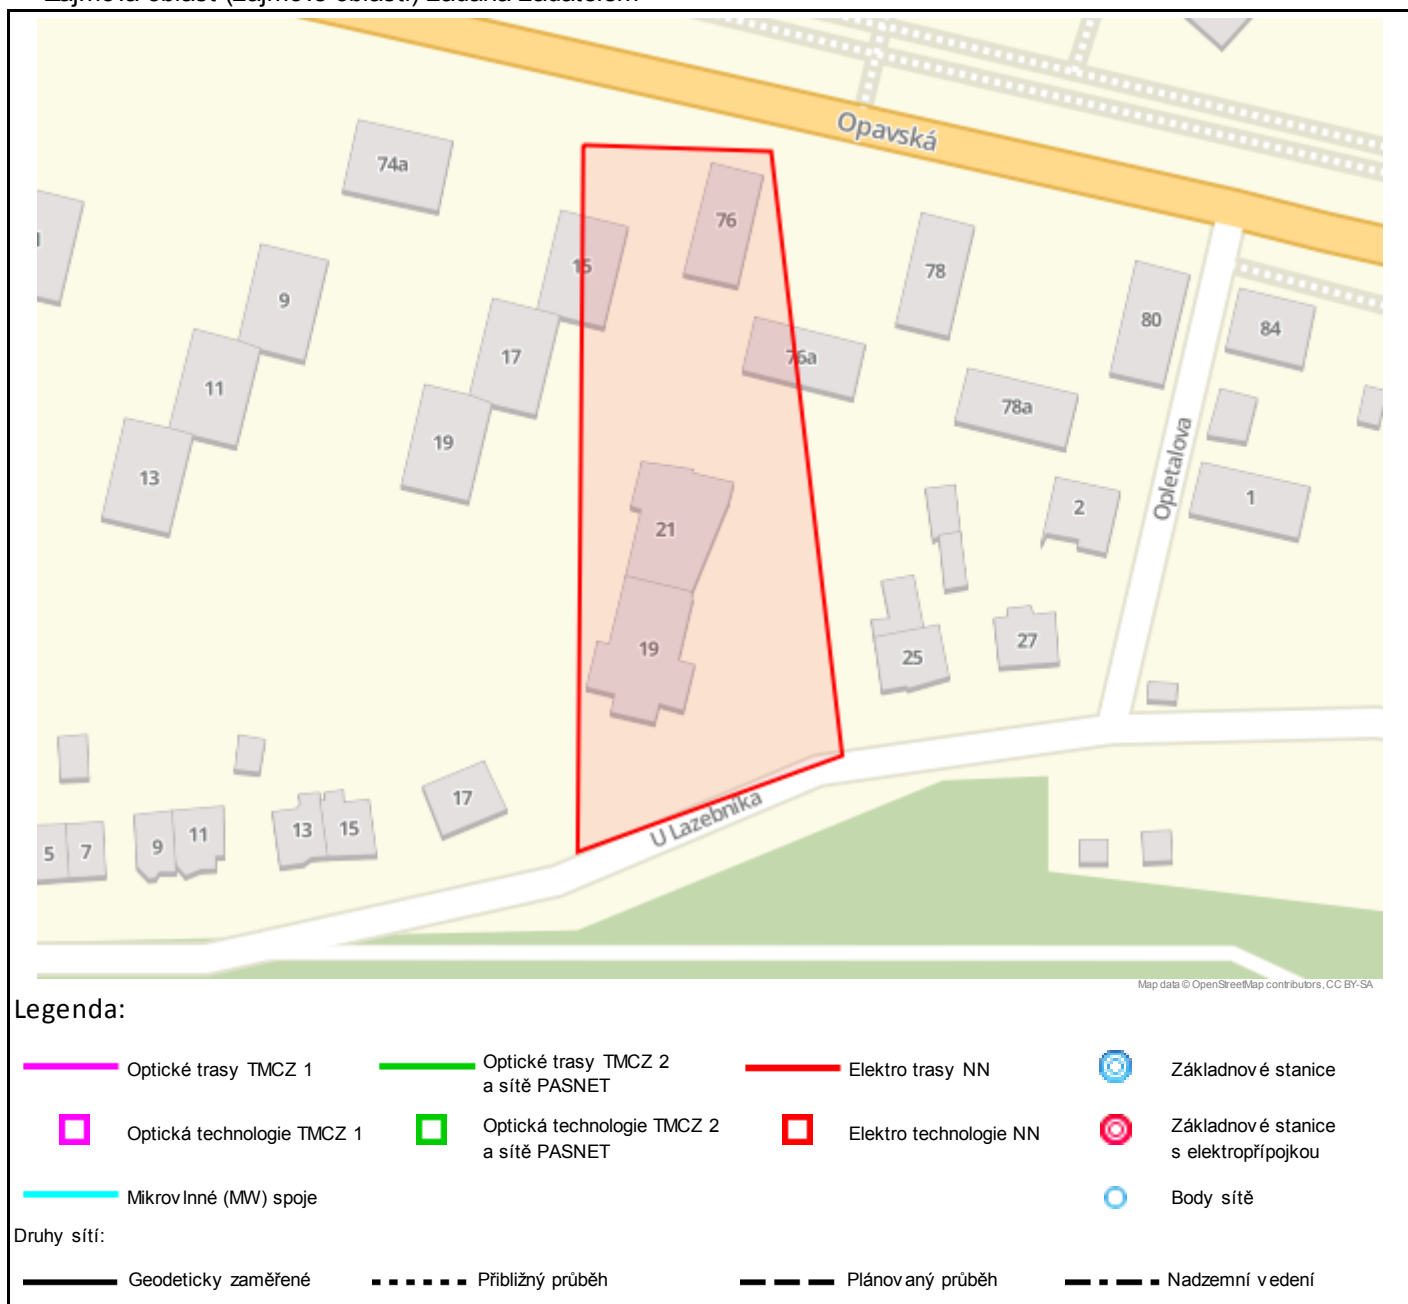 Opavská
74a
76
15
9
78
80
84
17
76a
11
78a
19
13
Opletalova
1
2
21
19
25
27
17
U Lazebníka
5
7
9
11
13
15
Map data © OpenStreetMap contributors, CC BY-SA
Legenda:
Optické trasy TMCZ 1
Optické trasy TMCZ 2
a sítě PASNET
Elektro trasy NN
Základnové stanice
Optická technologie TMCZ 1
Optická technologie TMCZ 2
a sítě PASNET
Elektro technologie NN
Základnové stanice
s elektropřípojkou
Mikrovlnné (MW) spoje
Body sítě
Druhy sítí:
Geodeticky zaměřené
Přibližný průběh
Plánovaný průběh
Nadzemní vedení